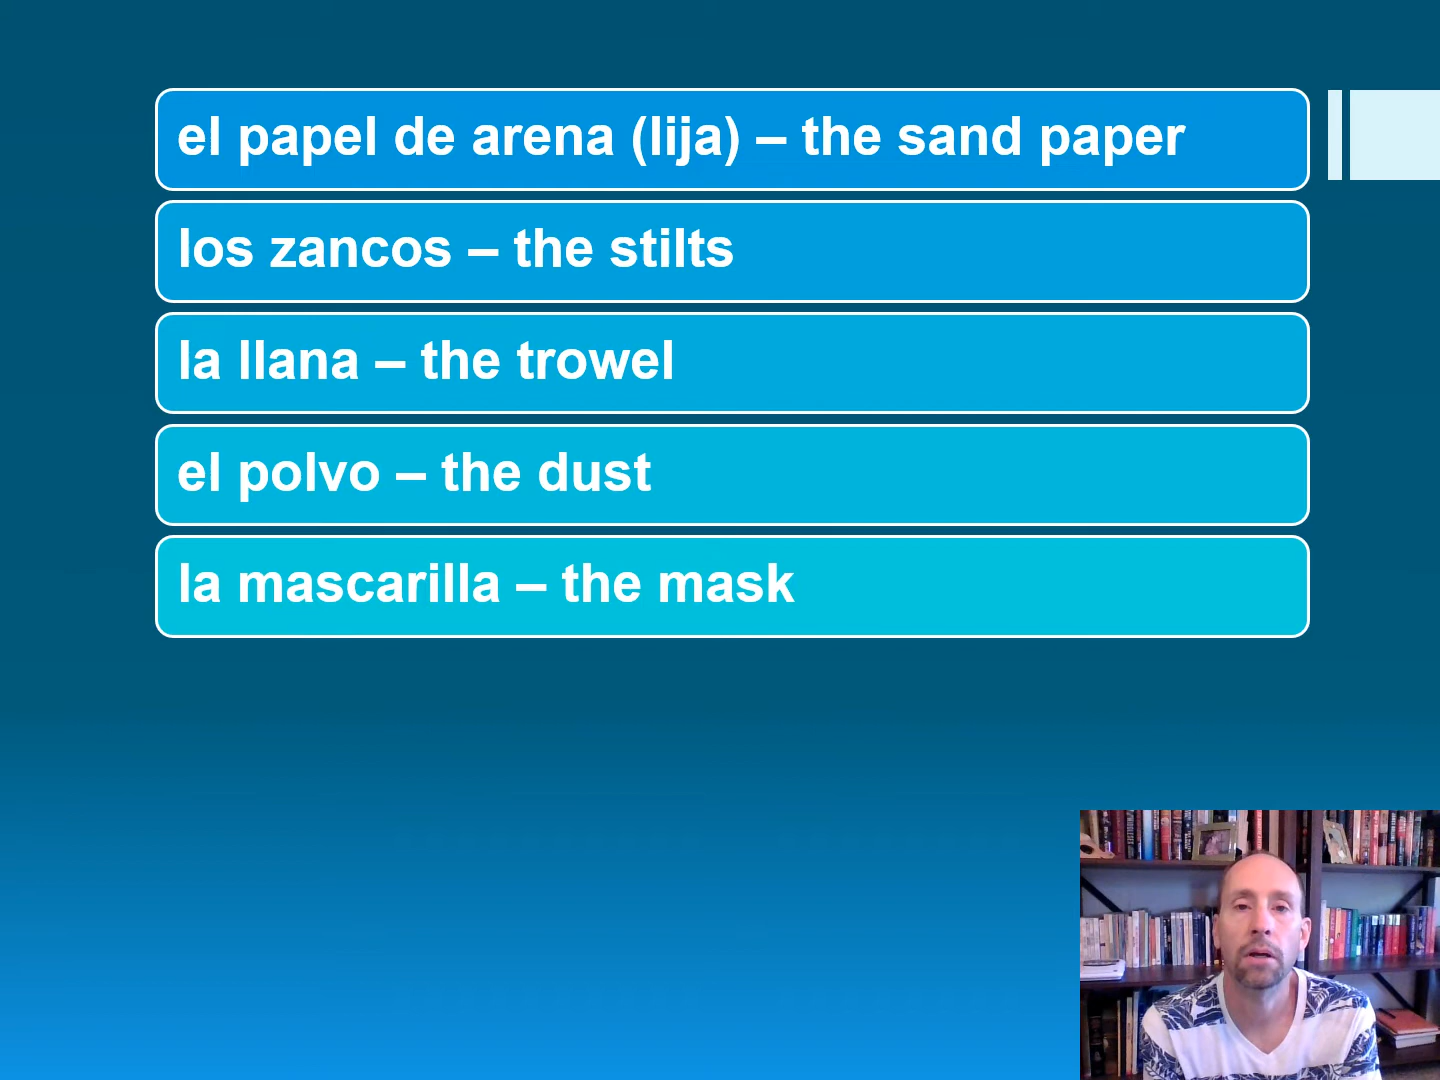 el papel de arena (lija) – the sand paper
los zancos – the stilts
la llana – the trowel
el polvo – the dust
la mascarilla – the mask